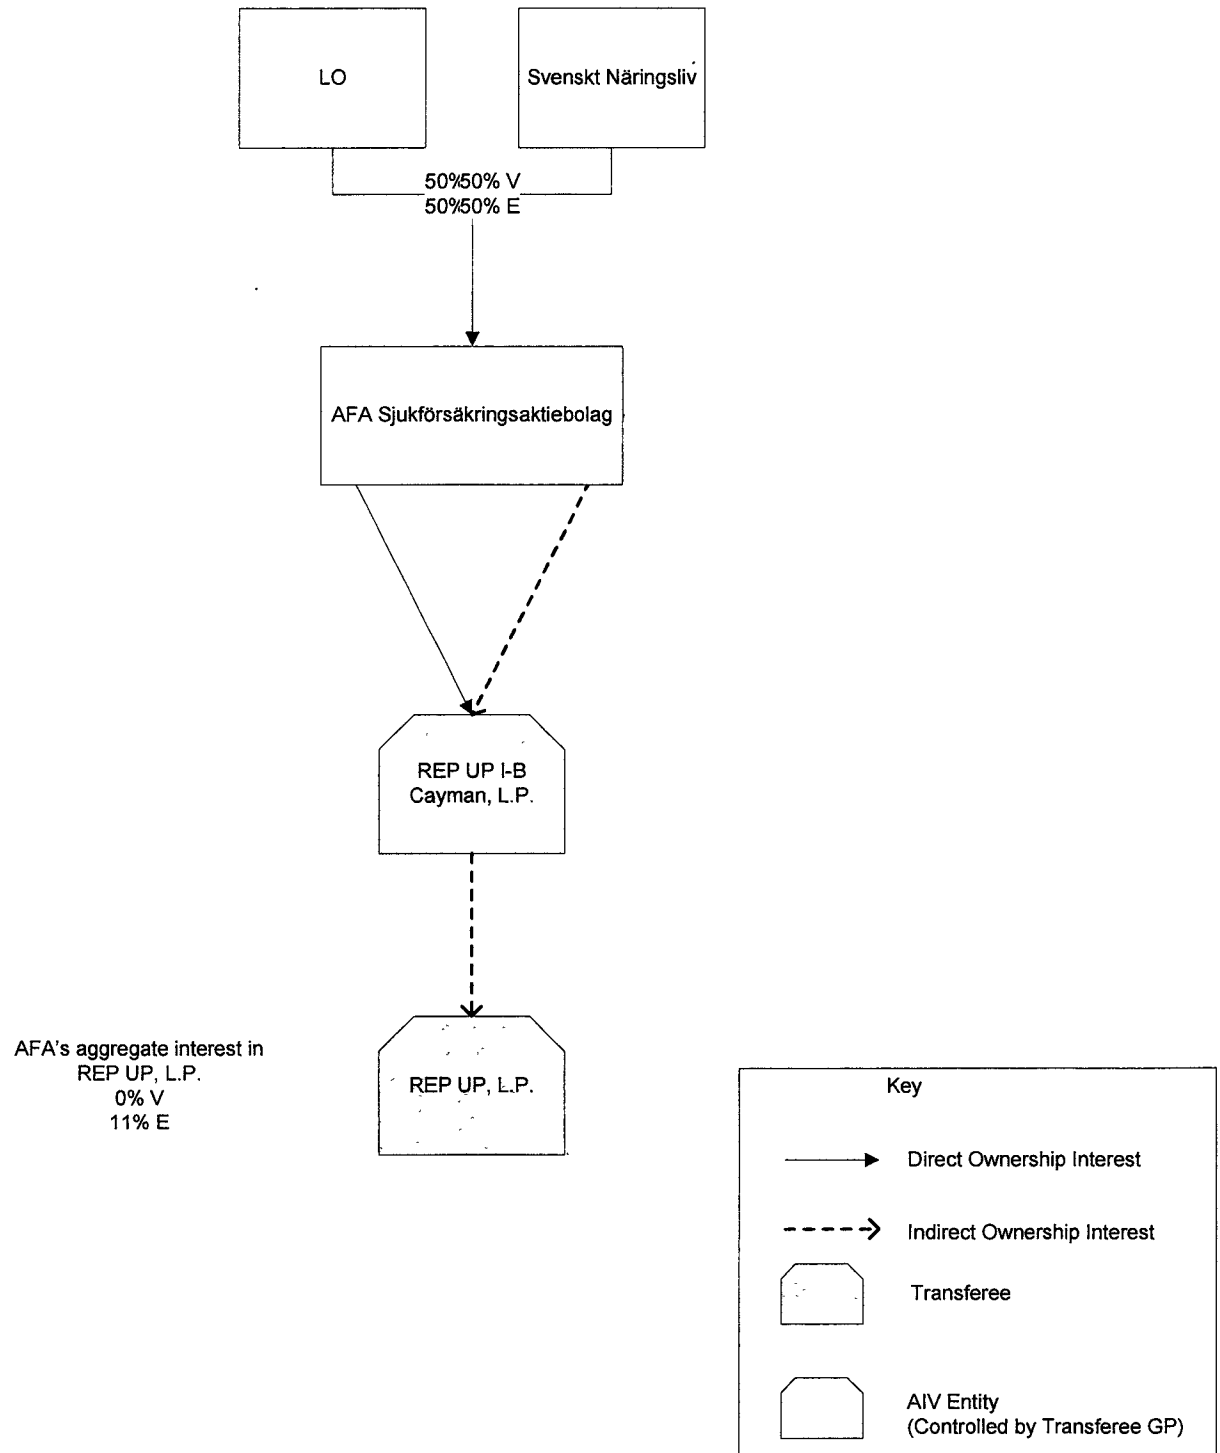 LO
Svenskt Näringsliv
50%50% V
50%50% E
AFA Sjukförsäkringsaktiebolag
REP UP I-B
Cayman, L.P.
AFA's aggregate interest in
REP UP, L.P.
0% V
11% E
REP UP, L.P.
Key
Direct Ownership Interest
Indirect Ownership Interest
Transferee
AIV Entity
(Controlled by Transferee GP)